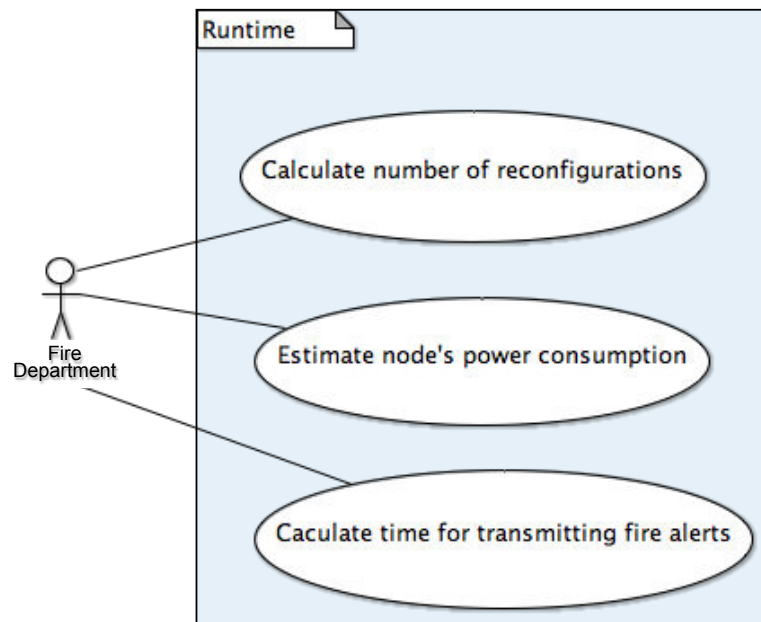 Runtime
Calculate number of reconfigurations
Fire
Department
Estimate node's power consumption
Caculate time for transmitting fire alerts